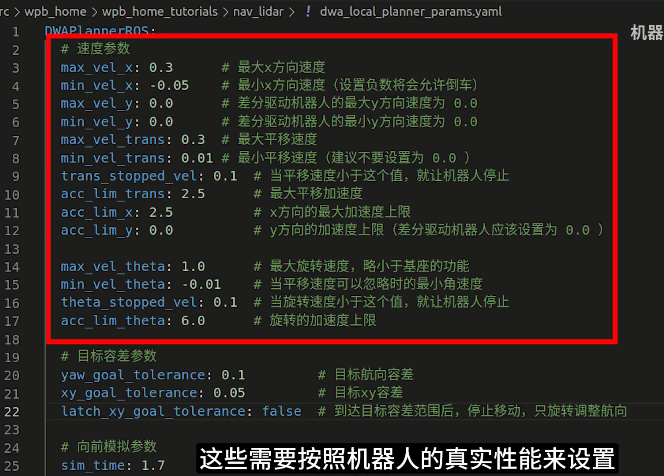 rc > wpb_home > wpb_home_tutorials > nav_lidar > ! dwa_local_planner_params.yaml
机器
1 DWAPlannerROS:
2 # 速度参数
3 max_vel_x: 0.3 # 最大x方向速度
4 min_vel_x: -0.05 # 最小x方向速度（设置负数将会允许倒车）
5 max_vel_y: 0.0 # 差分驱动机器人的最大y方向速度为 0.0
6 min_vel_y: 0.0 # 差分驱动机器人的最小y方向速度为 0.0
7 max_vel_trans: 0.3 # 最大平移速度
8 min_vel_trans: 0.01 # 最小平移速度（建议不要设置为 0.0 ）
9 trans_stopped_vel: 0.1 # 当平移速度小于这个值，就让机器人停止
10 acc_lim_trans: 2.5 # 最大平移加速度
11 acc_lim_x: 2.5 # x方向的最大加速度上限
12 acc_lim_y: 0.0 # y方向的加速度上限（差分驱动机器人应该设置为 0.0 ）
13
14 max_vel_theta: 1.0 # 最大旋转速度，略小于基座的功能
15 min_vel_theta: -0.01 # 当平移速度可以忽略时的最小角速度
16 theta_stopped_vel: 0.1 # 当旋转速度小于这个值，就让机器人停止
17 acc_lim_theta: 6.0 # 旋转的加速度上限
18
19 # 目标容差参数
20 yaw_goal_tolerance: 0.1 # 目标航向容差
21 xy_goal_tolerance: 0.05 # 目标xy容差
22 latch_xy_goal_tolerance: false # 到达目标容差范围后，停止移动，只旋转调整航向
23
24 # 向前模拟参数
25 sim_time: 1.7
这些需要按照机器人的真实性能来设置